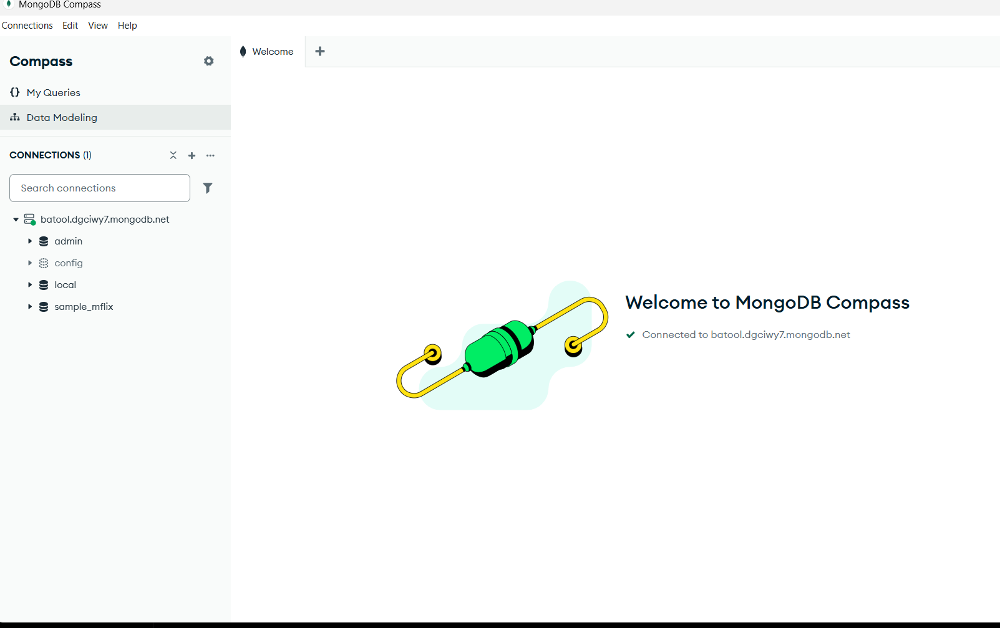 MongoDB Compass
Connections Edit View Help
Compass
My Queries
Data Modeling
CONNECTIONS (1)
Search connections
batool.dgciwy7.mongodb.net
admin
config
local
sample_mflix
Welcome
Welcome to MongoDB Compass
Connected to batool.dgciwy7.mongodb.net